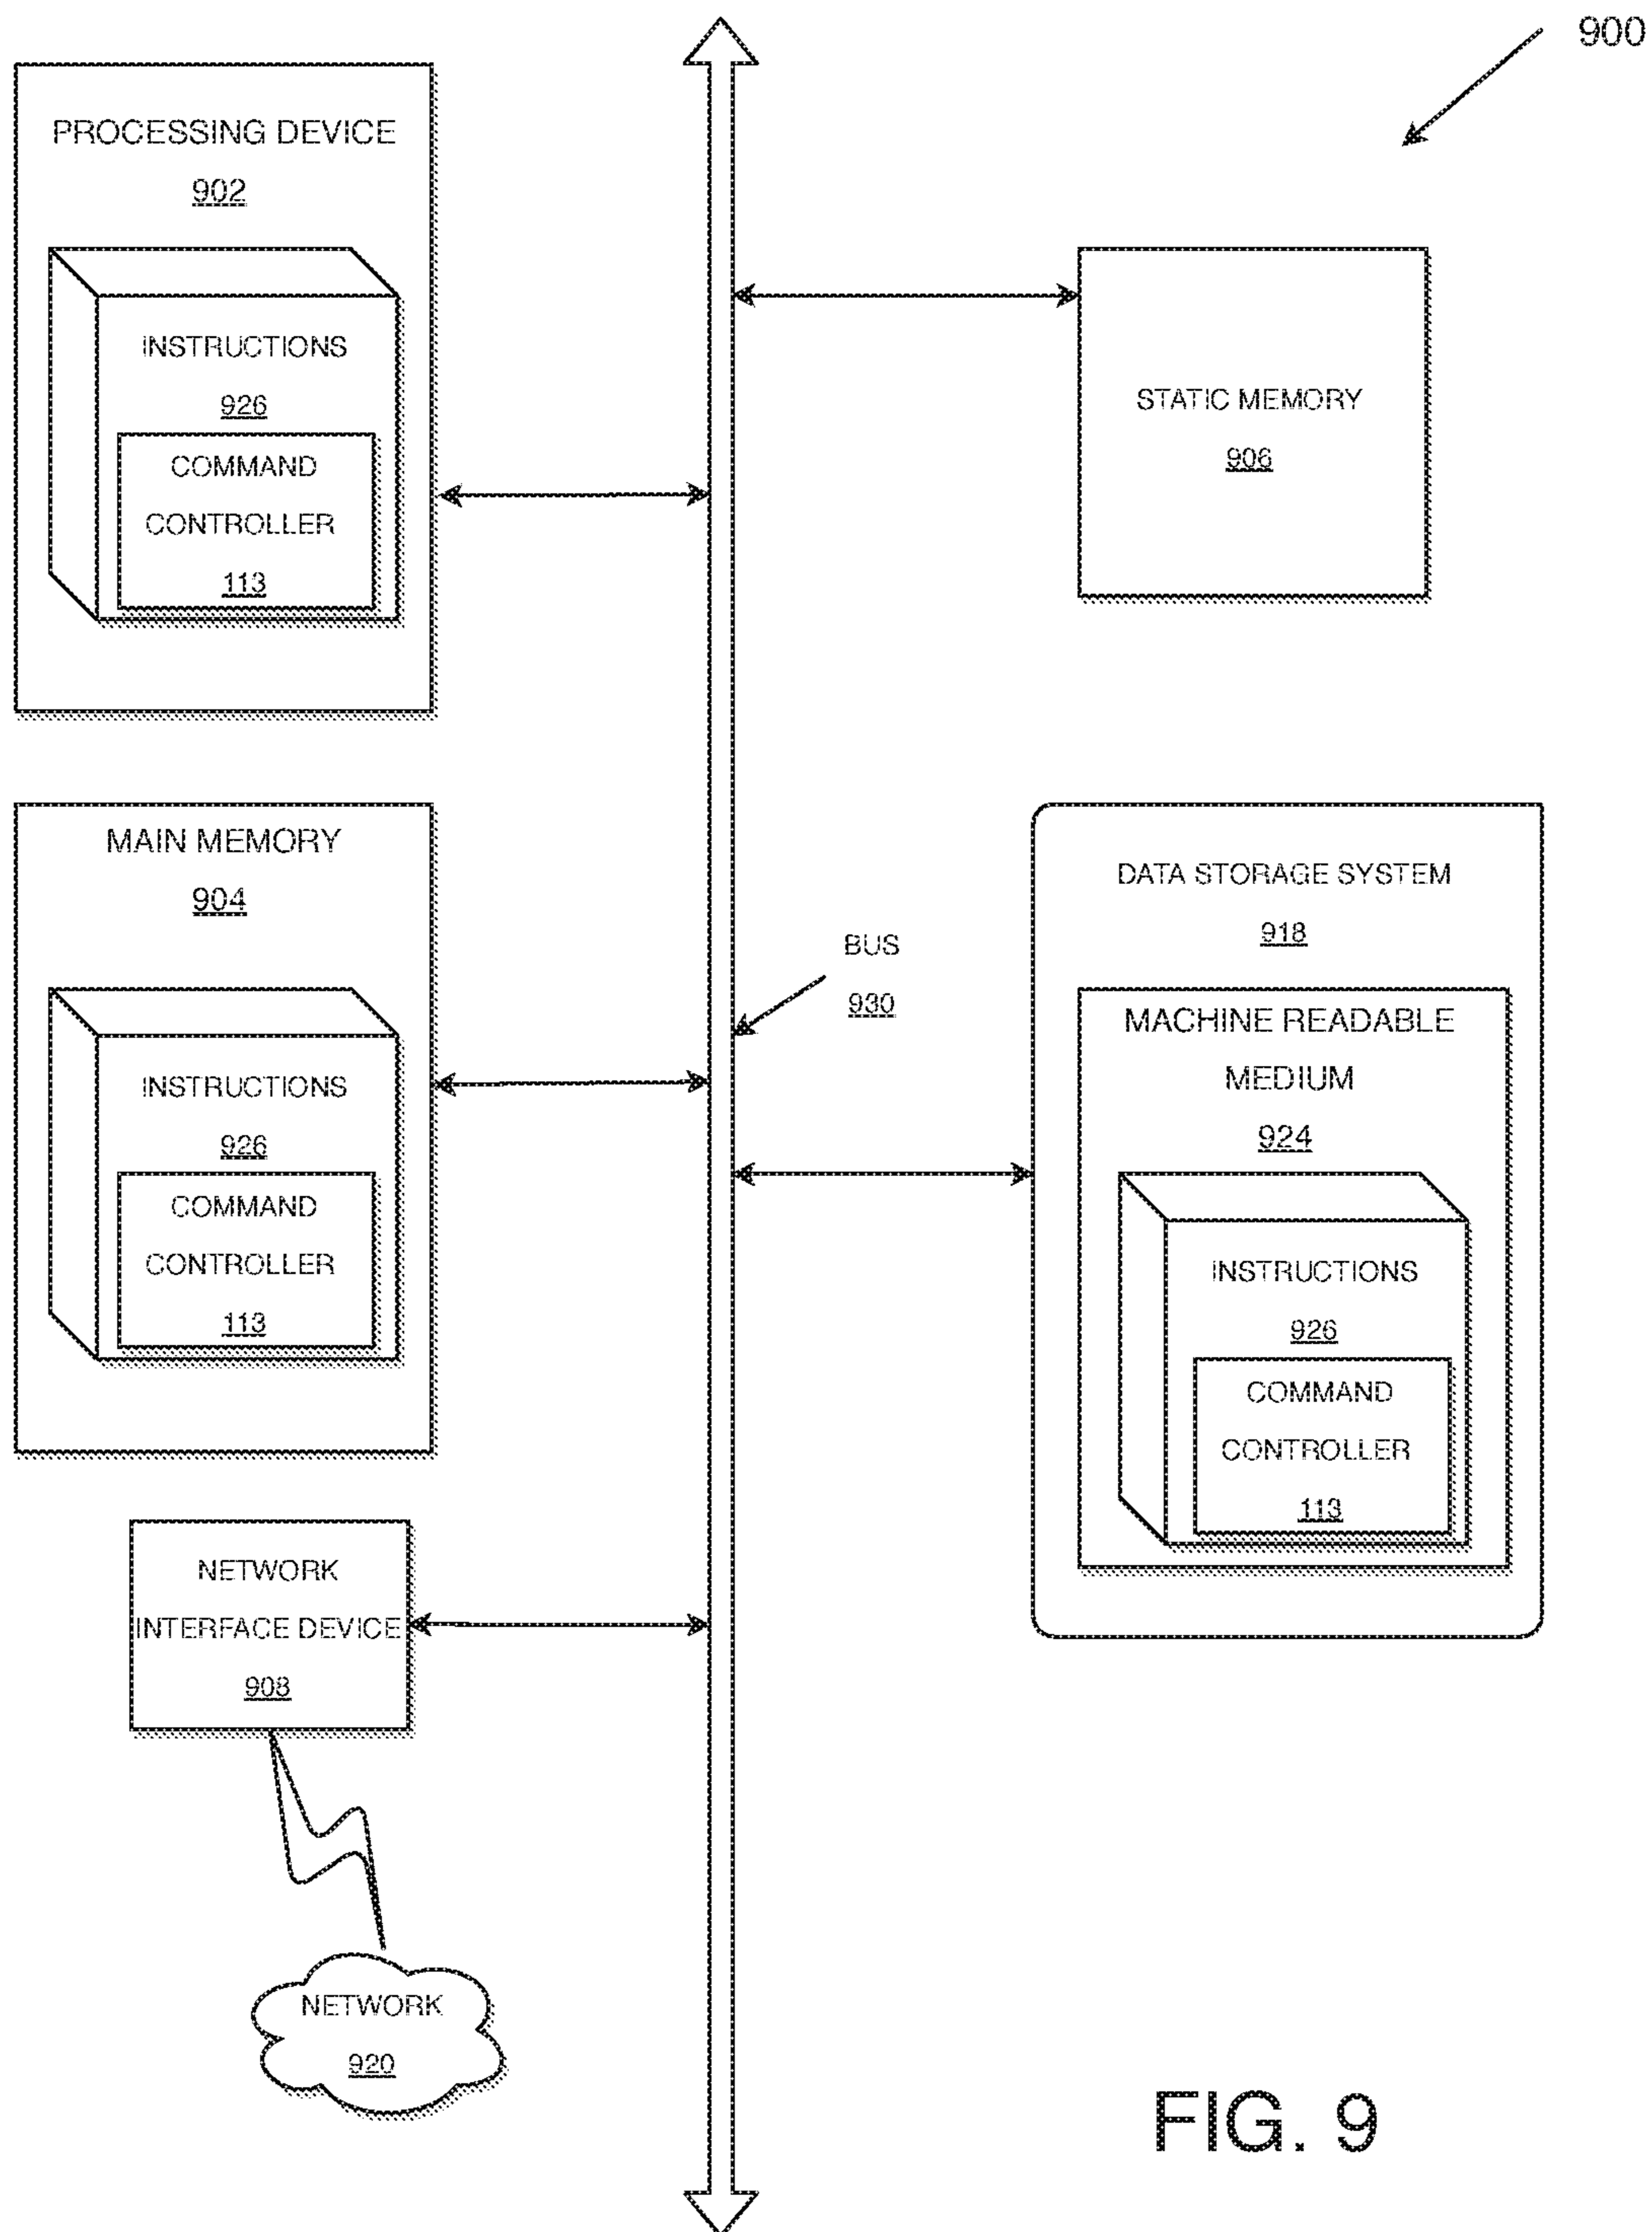 900
PROCESSING DEVICE
902
INSTRUCTIONS
926
COMMAND
CONTROLLER
113
STATIC MEMORY
906
MAIN MEMORY
904
INSTRUCTIONS
926
COMMAND
CONTROLLER
113
BUS
930
DATA STORAGE SYSTEM
918
MACHINE READABLE
MEDIUM
924
INSTRUCTIONS
926
COMMAND
CONTROLLER
113
NETWORK
INTERFACE DEVICE
908
NETWORK
920
FIG. 9